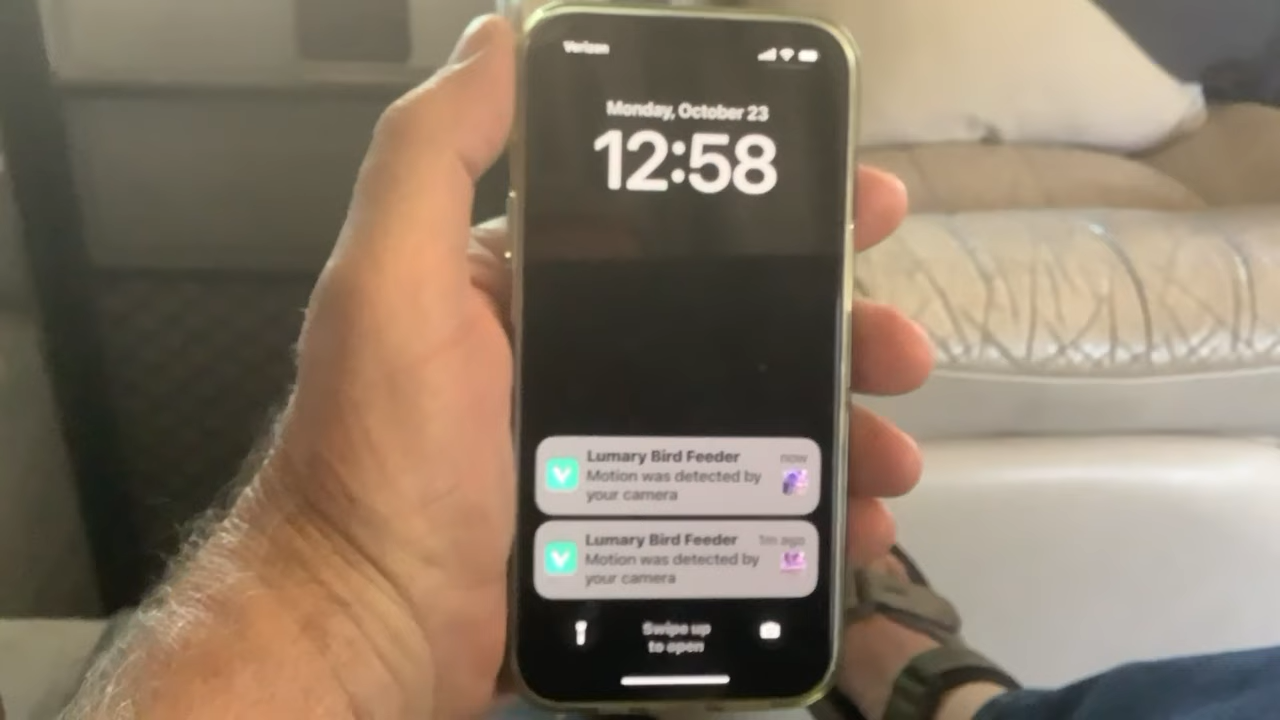 Verizon
Monday, October 23
12:58
Lumary Bird Feeder now
Motion was detected by
your camera
Lumary Bird Feeder 1m ago
Motion was detected by
your camera
Swipe up
to open